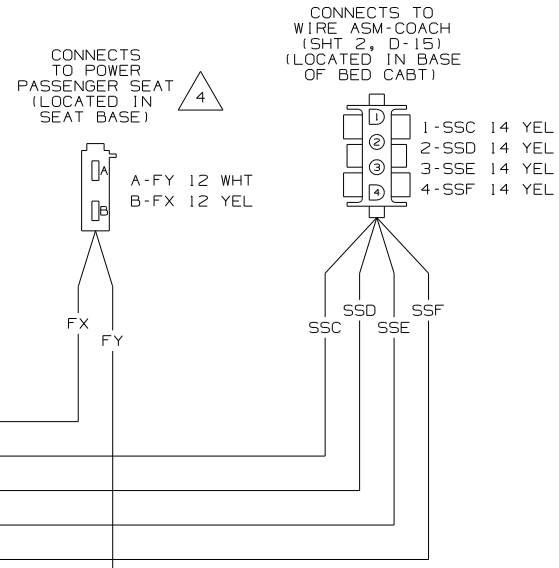 CONNECTS
TO POWER
PASSENGER SEAT
(LOCATED IN
SEAT BASE)
4
A
B
A-FY 12 WHT
B-FX 12 YEL
FX
FY
CONNECTS TO
WIRE ASM-COACH
(SHT 2, D-15)
(LOCATED IN BASE
OF BED CABT)
1
2
3
4
1-SSC 14 YEL
2-SSD 14 YEL
3-SSE 14 YEL
4-SSF 14 YEL
SSC
SSD
SSE
SSF